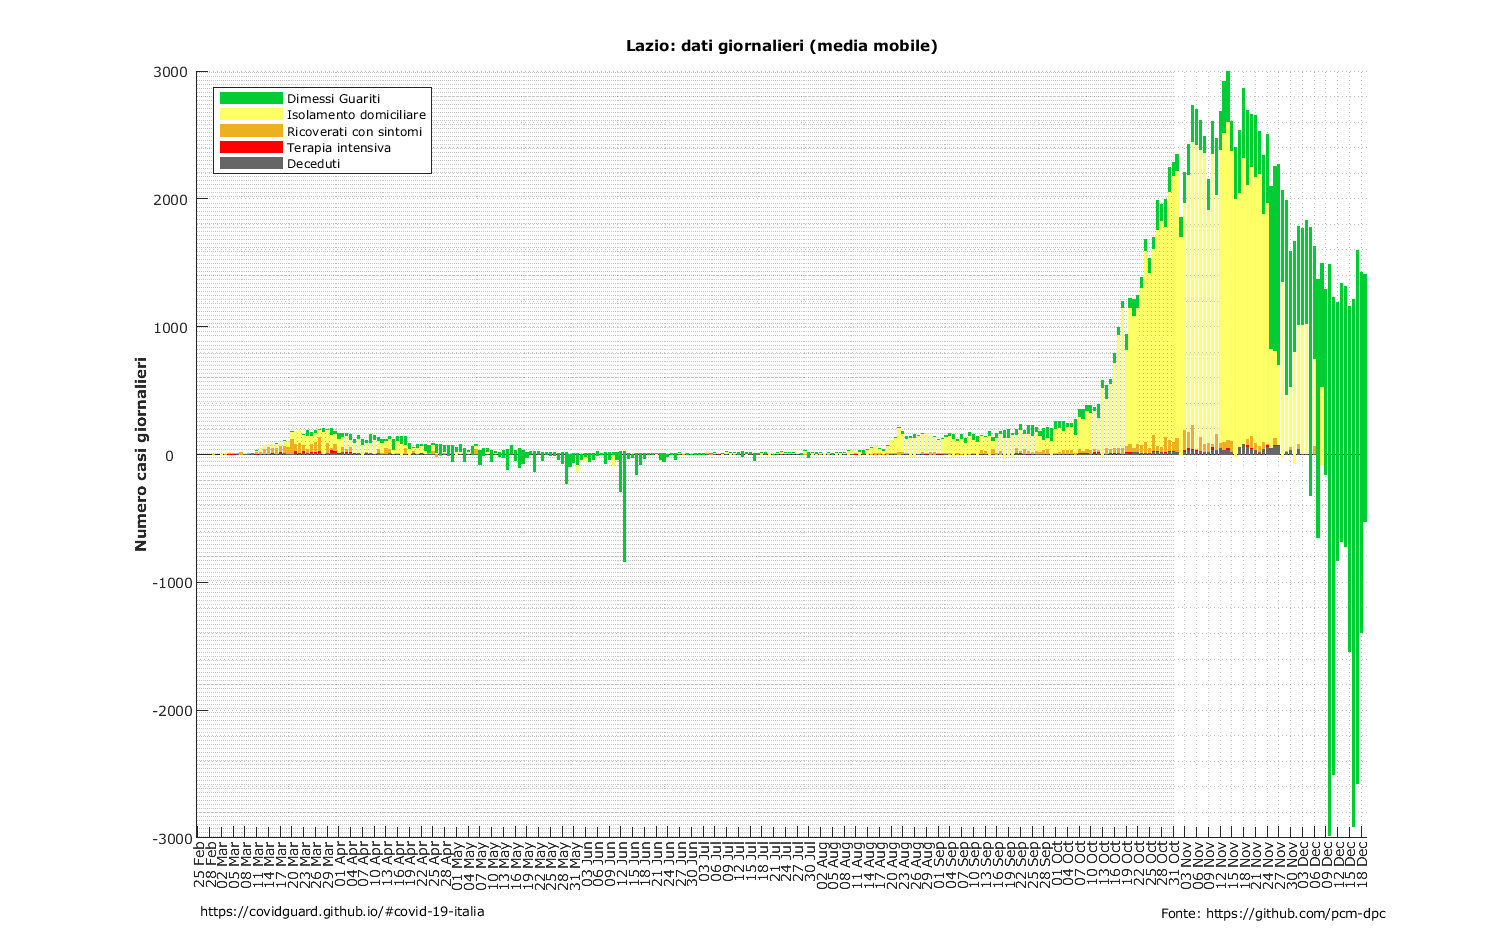 Lazio: dati giornalieri (media mobile)
Dimessi Guariti
Isolamento domiciliare
Ricoverati con sintomi
Terapia intensiva
Deceduti
Numero casi giornalieri
3000
2000
1000
0
-1000
-2000
-3000
25 Feb
28 Feb
02 Mar
05 Mar
08 Mar
11 Mar
14 Mar
17 Mar
20 Mar
23 Mar
26 Mar
29 Mar
01 Apr
04 Apr
07 Apr
10 Apr
13 Apr
16 Apr
19 Apr
22 Apr
25 Apr
28 Apr
01 May
04 May
07 May
10 May
13 May
16 May
19 May
22 May
25 May
28 May
31 May
03 Jun
06 Jun
09 Jun
12 Jun
15 Jun
18 Jun
21 Jun
24 Jun
27 Jun
30 Jun
03 Jul
06 Jul
09 Jul
12 Jul
15 Jul
18 Jul
21 Jul
24 Jul
27 Jul
30 Jul
02 Aug
05 Aug
08 Aug
11 Aug
14 Aug
17 Aug
20 Aug
23 Aug
26 Aug
29 Aug
01 Sep
04 Sep
07 Sep
10 Sep
13 Sep
16 Sep
19 Sep
22 Sep
25 Sep
28 Sep
01 Oct
04 Oct
07 Oct
10 Oct
13 Oct
16 Oct
19 Oct
22 Oct
25 Oct
28 Oct
31 Oct
03 Nov
06 Nov
09 Nov
12 Nov
15 Nov
18 Nov
21 Nov
24 Nov
27 Nov
30 Nov
03 Dec
06 Dec
09 Dec
12 Dec
15 Dec
18 Dec
https://covidguard.github.io/#covid-19-italia
Fonte: https://github.com/pcm-dpc